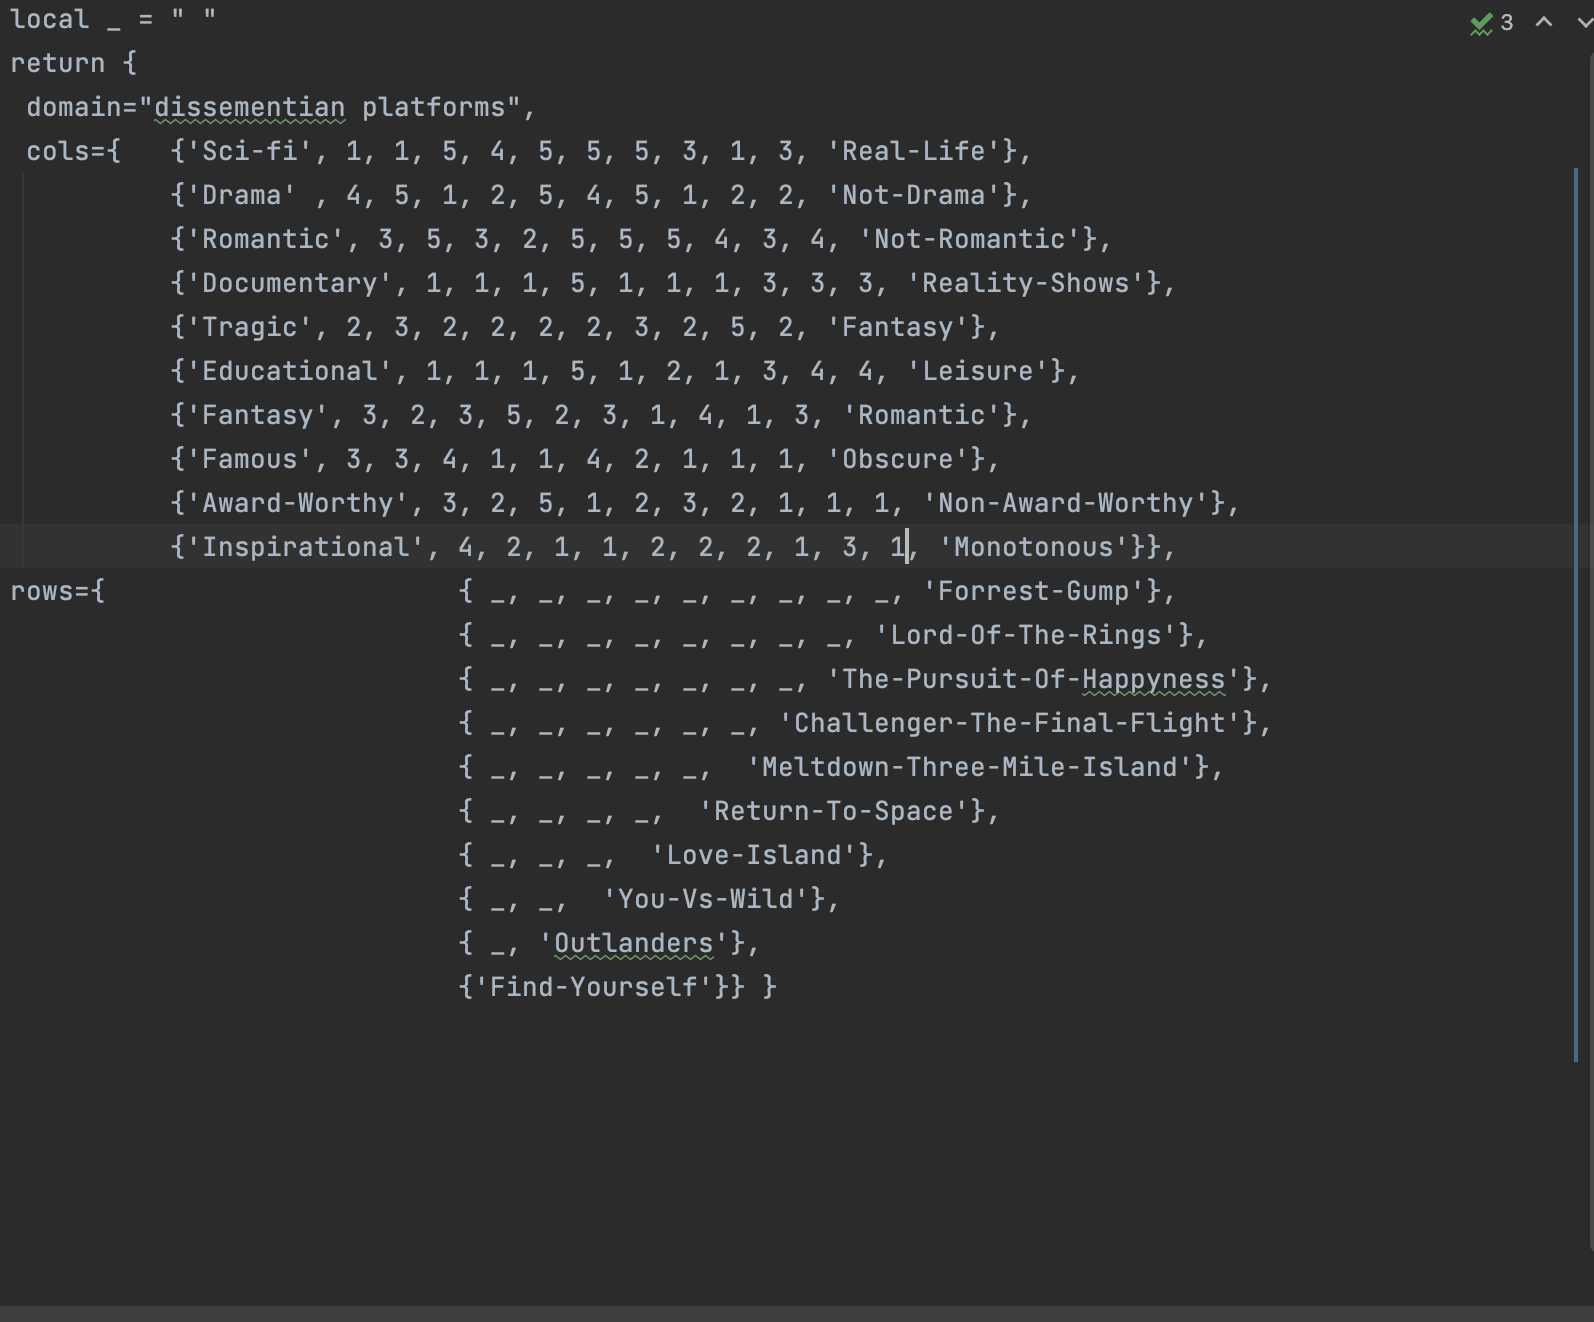 local _ = " "
3
return {
domain="dissementian platforms",
cols={   {'Sci-fi', 1, 1, 5, 4, 5, 5, 5, 3, 1, 3, 'Real-Life'},
{'Drama' , 4, 5, 1, 2, 5, 4, 5, 1, 2, 2, 'Not-Drama'},
{'Romantic', 3, 5, 3, 2, 5, 5, 5, 4, 3, 4, 'Not-Romantic'},
{'Documentary', 1, 1, 1, 5, 1, 1, 1, 3, 3, 3, 'Reality-Shows'},
{'Tragic', 2, 3, 2, 2, 2, 2, 3, 2, 5, 2, 'Fantasy'},
{'Educational', 1, 1, 1, 5, 1, 2, 1, 3, 4, 4, 'Leisure'},
{'Fantasy', 3, 2, 3, 5, 2, 3, 1, 4, 1, 3, 'Romantic'},
{'Famous', 3, 3, 4, 1, 1, 4, 2, 1, 1, 1, 'Obscure'},
{'Award-Worthy', 3, 2, 5, 1, 2, 3, 2, 1, 1, 1, 'Non-Award-Worthy'},
{'Inspirational', 4, 2, 1, 1, 2, 2, 2, 1, 3, 1, 'Monotonous'}},
rows={   { _, _, _, _, _, _, _, _, _, 'Forrest-Gump'},
{ _, _, _, _, _, _, _, _, 'Lord-Of-The-Rings'},
{ _, _, _, _, _, _, _, 'The-Pursuit-Of-Happyness'},
{ _, _, _, _, _, _, 'Challenger-The-Final-Flight'},
{ _, _, _, _, _,  'Meltdown-Three-Mile-Island'},
{ _, _, _, _,  'Return-To-Space'},
{ _, _, _,  'Love-Island'},
{ _, _,  'You-Vs-Wild'},
{ _, 'Outlanders'},
{'Find-Yourself'}} }